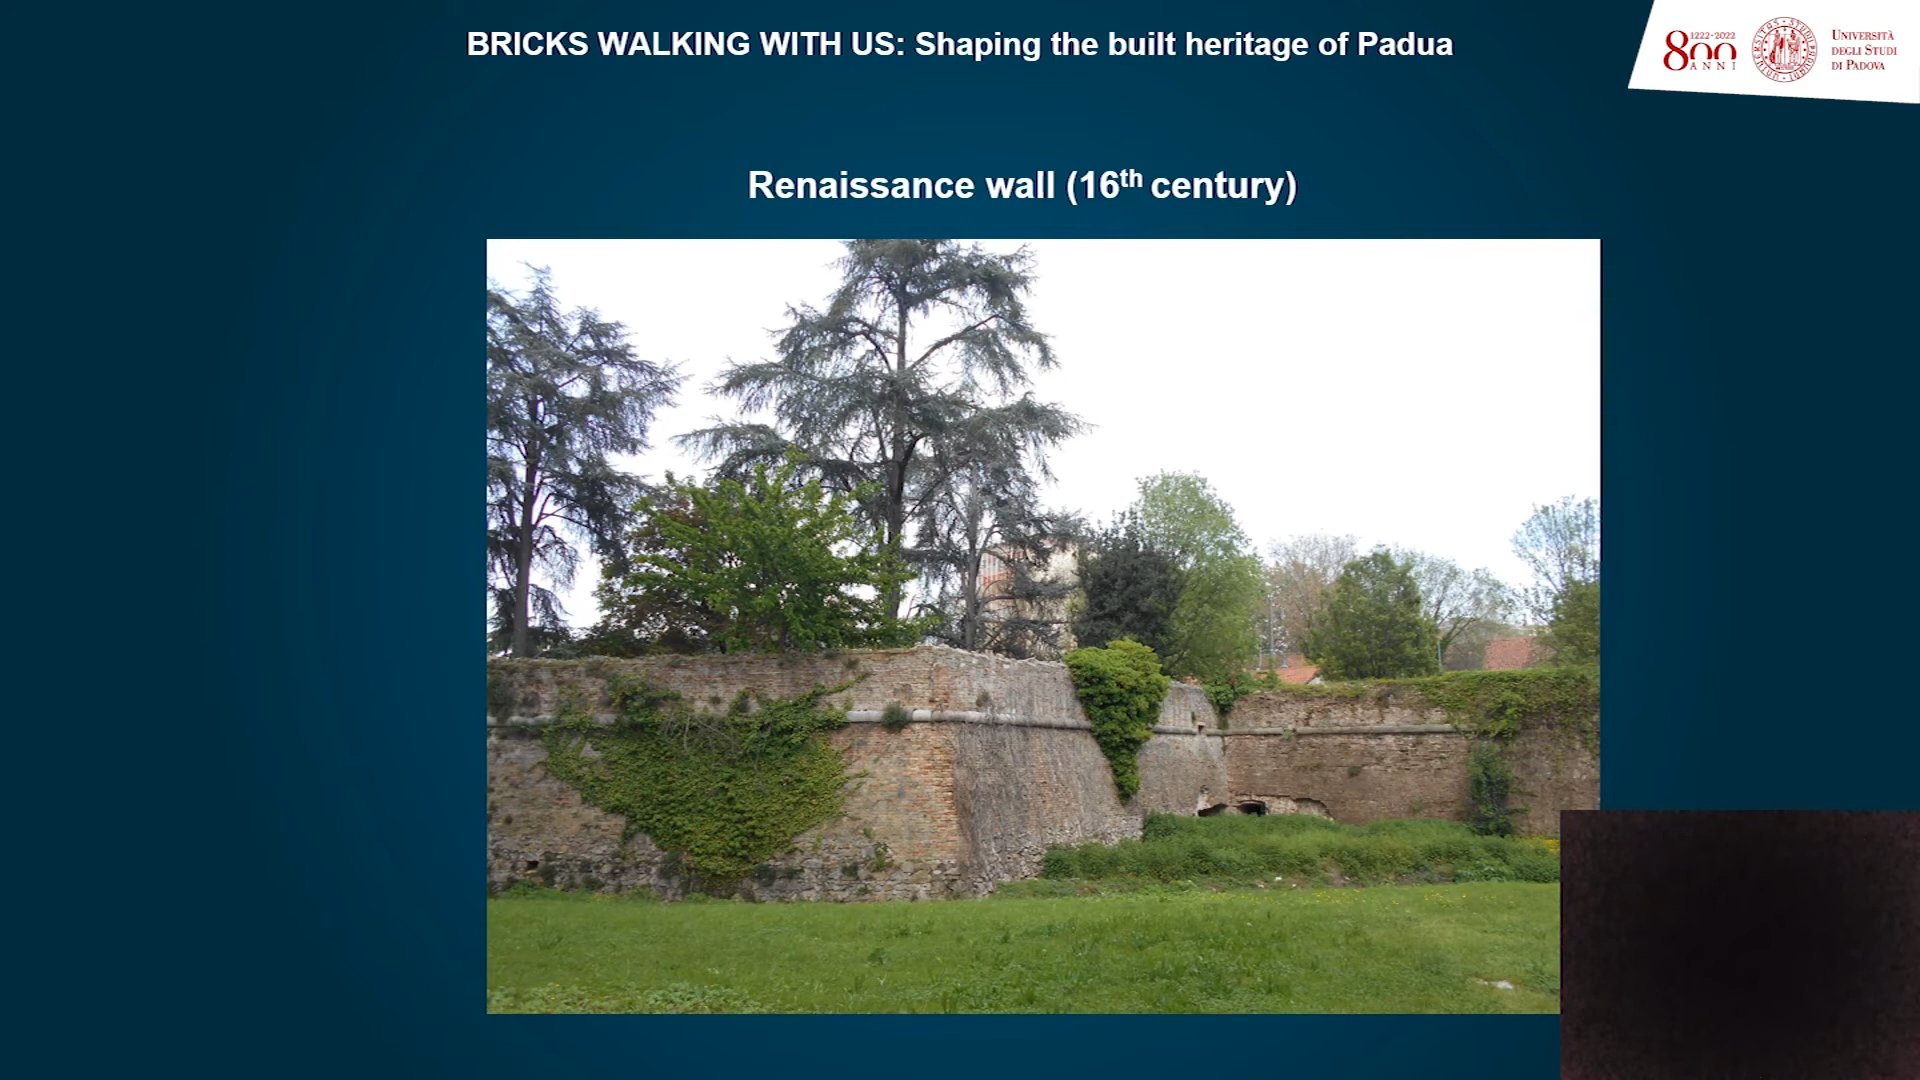 BRICKS WALKING WITH US: Shaping the built heritage of Padua
1222-2022
800
ANNI
UNIVERSITÀ
DEGLI STUDI
DI PADOVA
Renaissance wall (16th century)